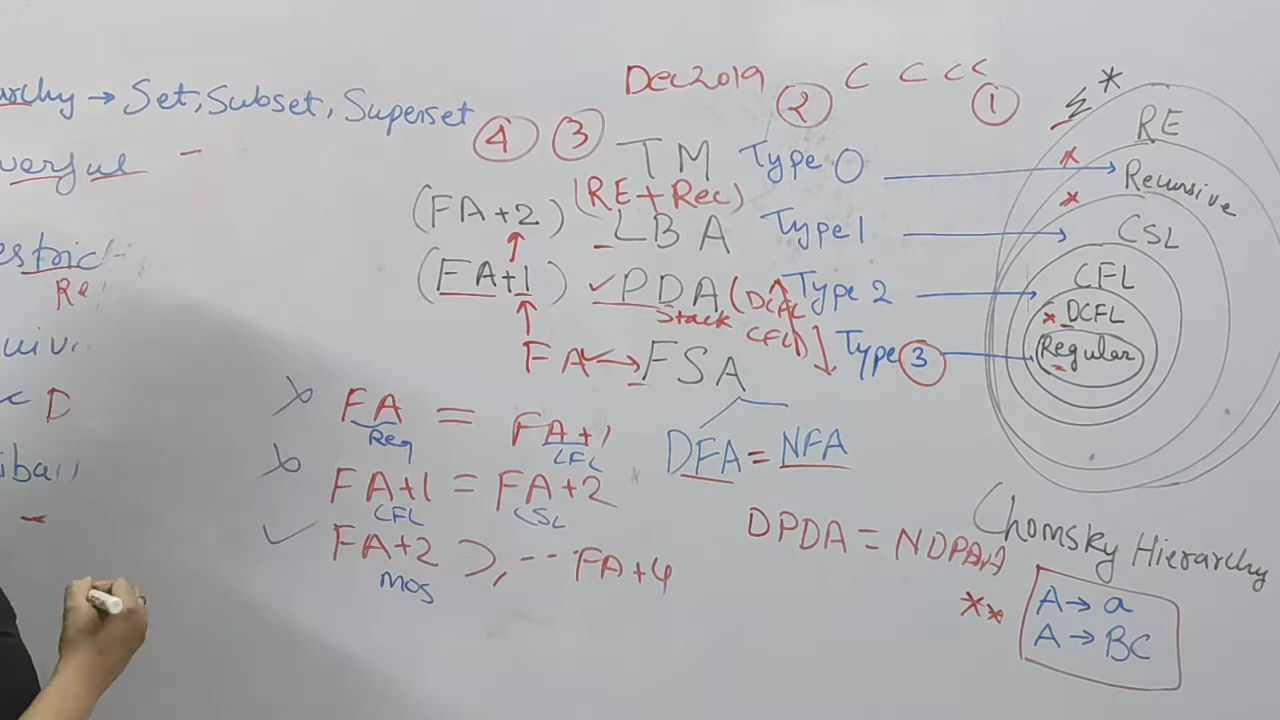 archy → Set, Subset, Superset
verful
estric
Re
uiv
D
ibal
Dec 2019
② C C C C ①
④ ③
TM Type 0
(RE + Rec)
(FA+2) LBA Type 1
(FA+1) ✓ PDA (DCFL Type 2
Stack CFL)
FA ↔ FSA Type ③
DFA = NFA
FA = FA+1
Reg CFL
FA+1 = FA+2
CFL CSL
✓ FA+2 >, -- FA+4
mos
DPDA = NDPDA
Σ*
RE
Recursive
CSL
CFL
* DCFL
Regular
Chomsky Hierarchy
** A → a
A → BC